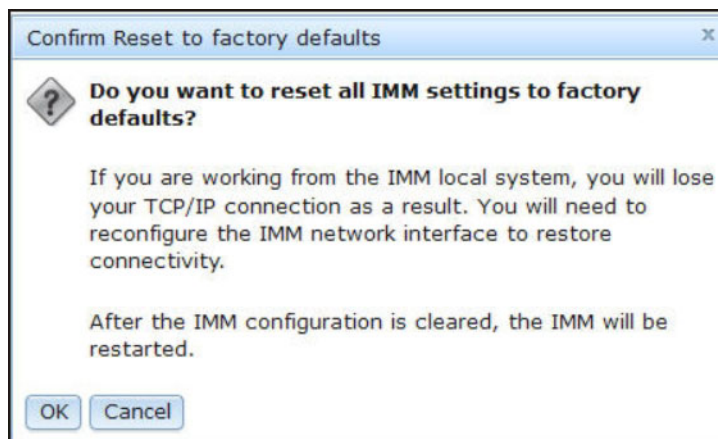 Confirm Reset to factory defaults x
Do you want to reset all IMM settings to factory
defaults?
If you are working from the IMM local system, you will lose
your TCP/IP connection as a result. You will need to
reconfigure the IMM network interface to restore
connectivity.
After the IMM configuration is cleared, the IMM will be
restarted.
OK Cancel